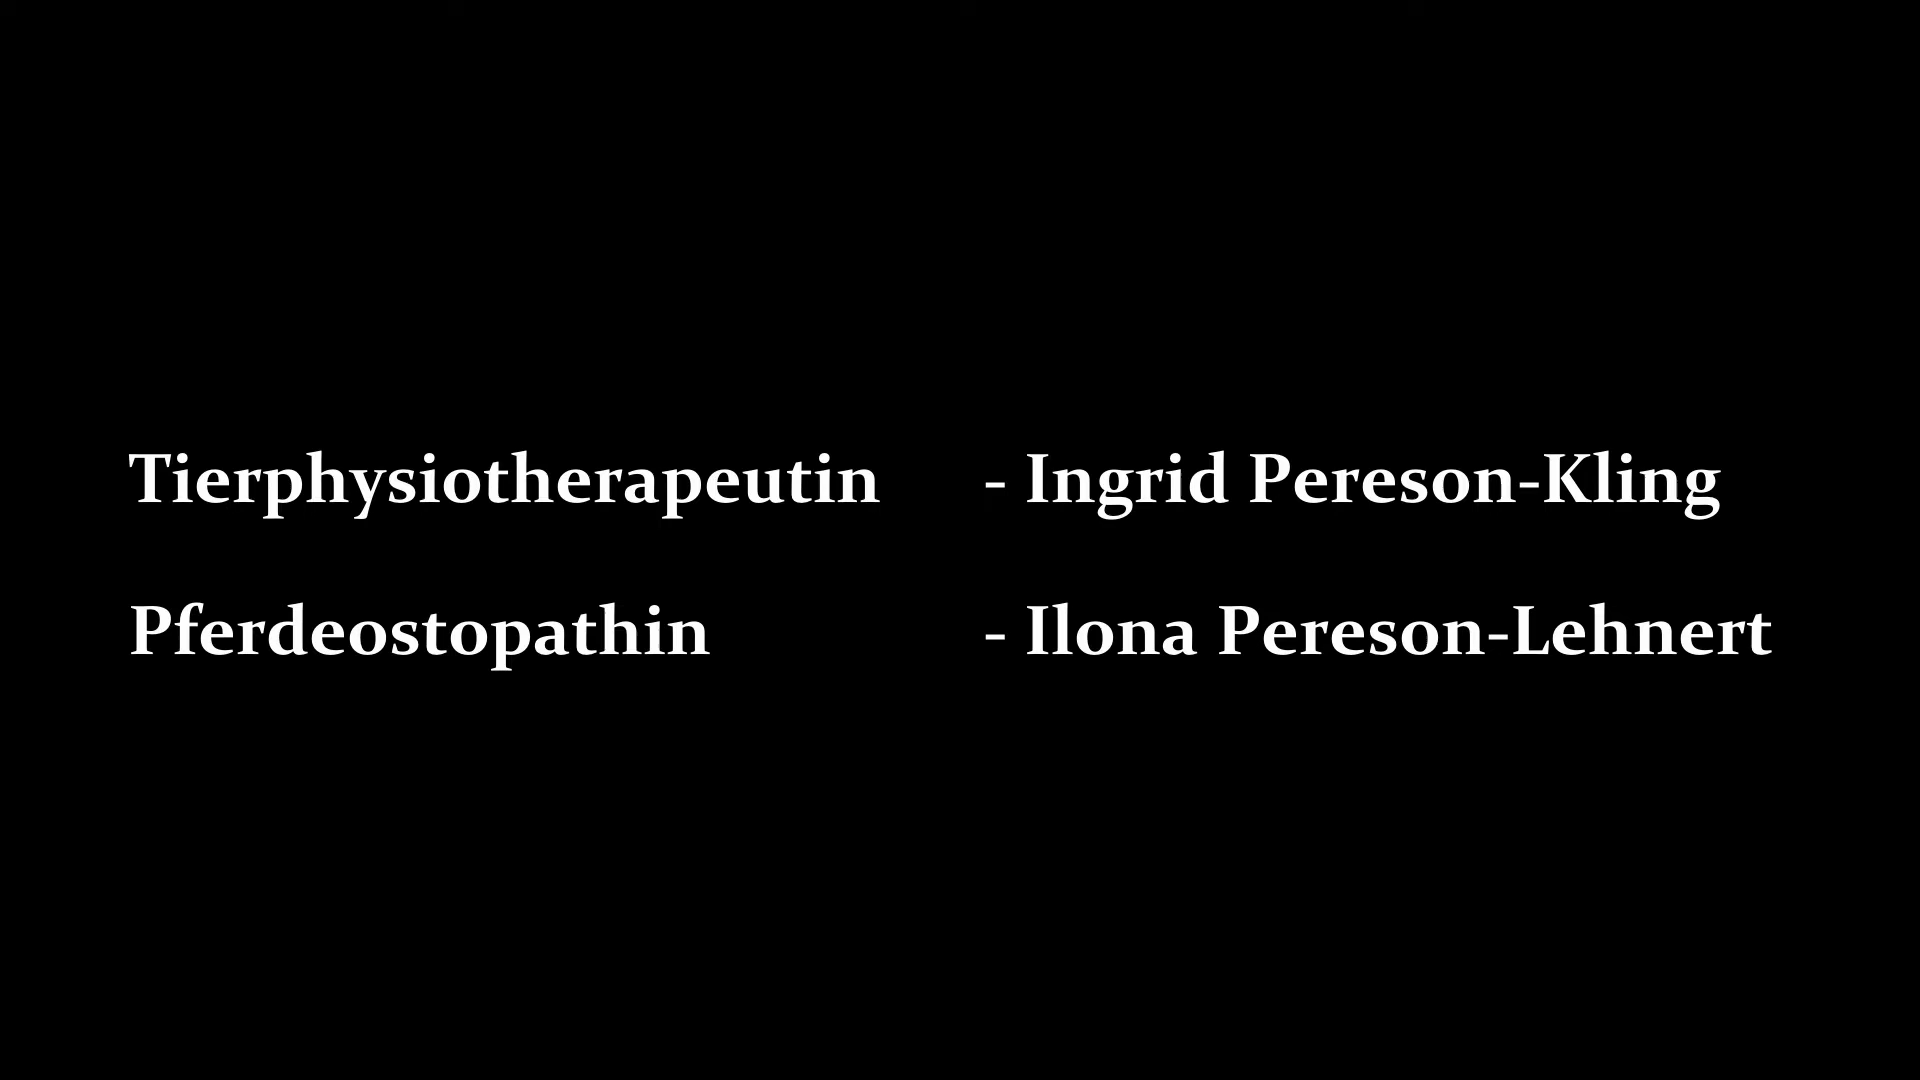 Tierphysiotherapeutin - Ingrid Pereson-Kling
Pferdeostopathin - Ilona Pereson-Lehnert